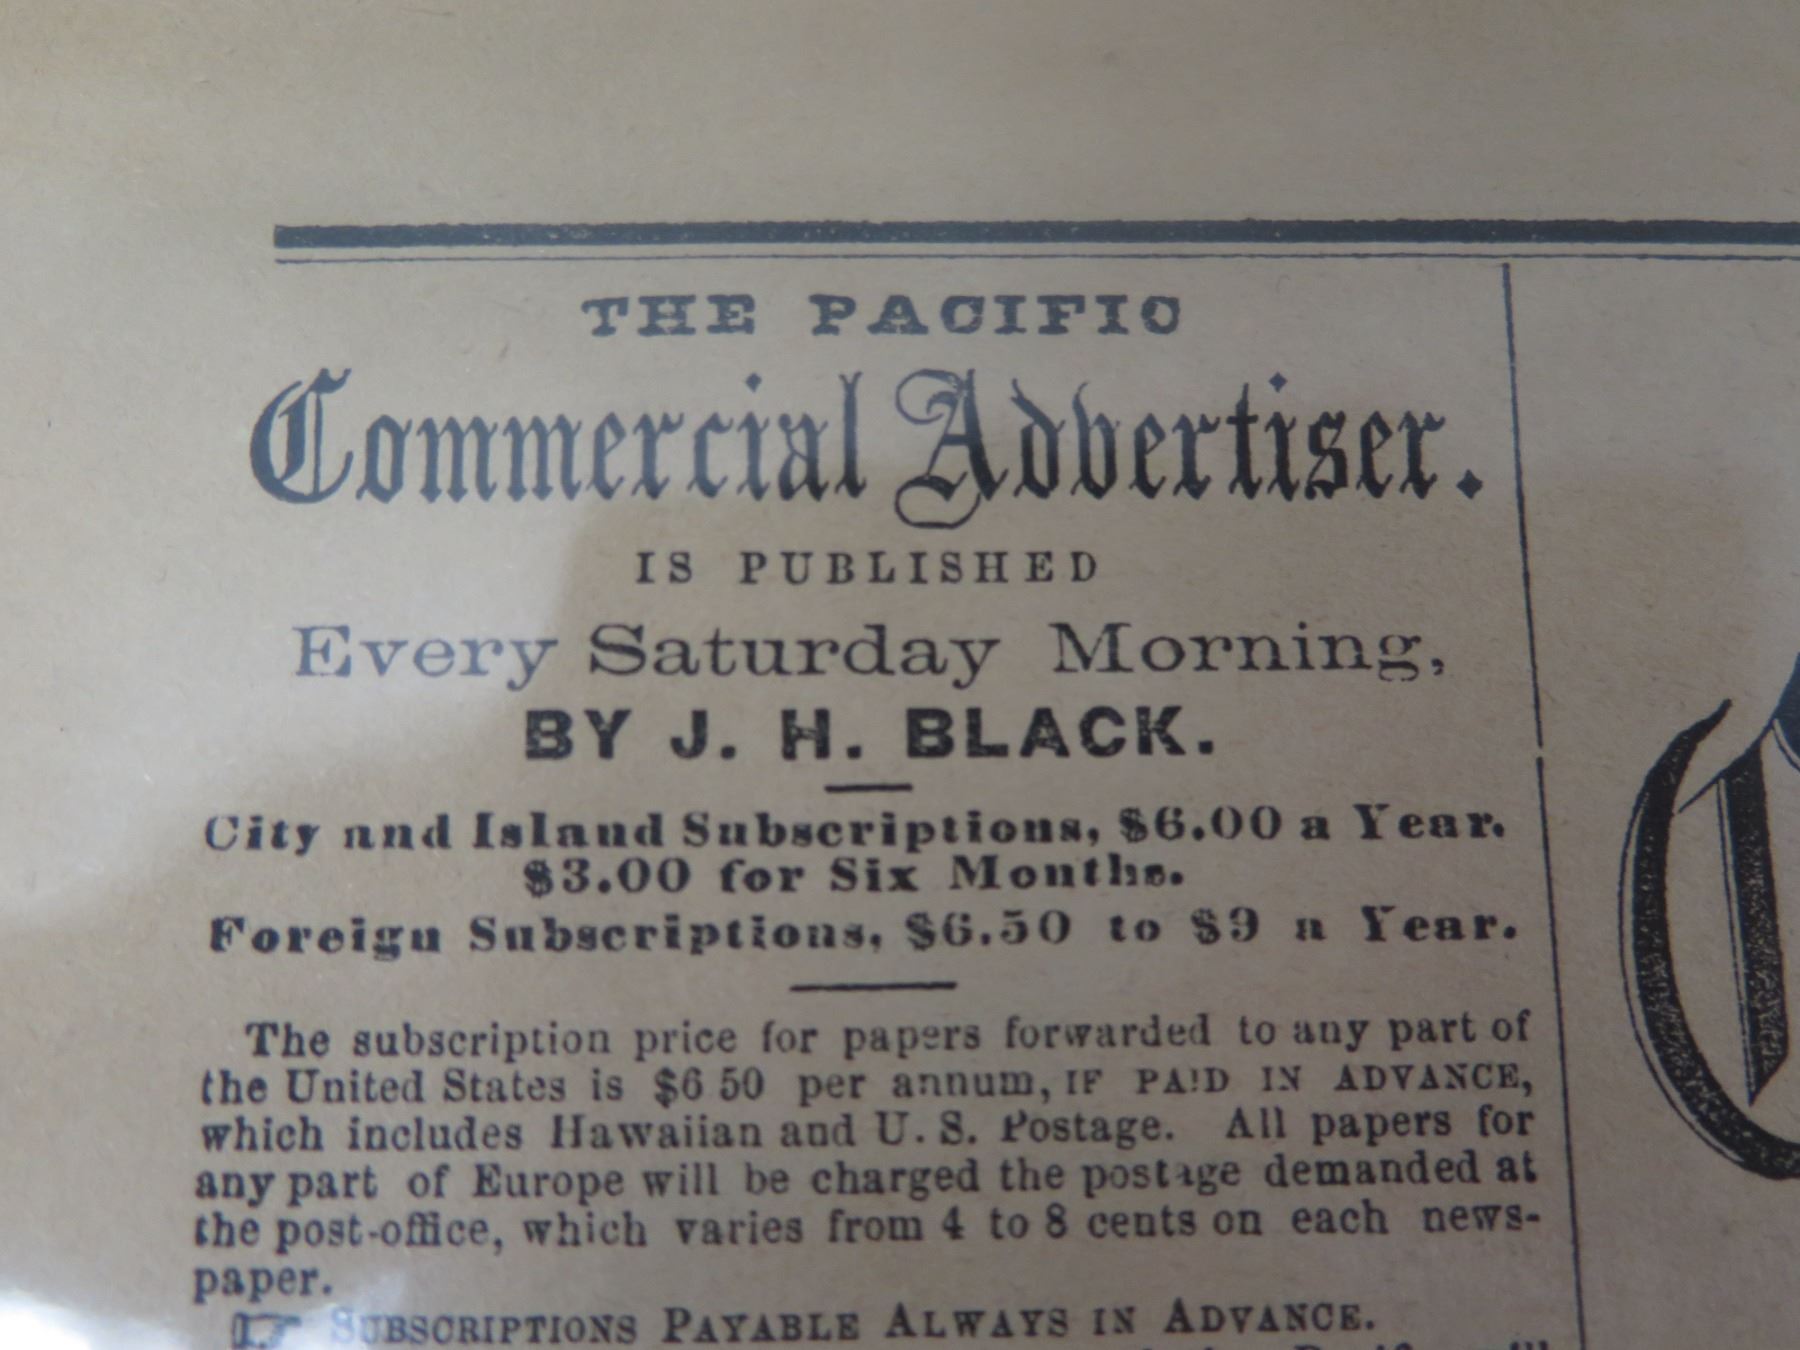 THE PACIFIC
Commercial Advertiser.
IS PUBLISHED
Every Saturday Morning,
BY J. H. BLACK.
City and Island Subscriptions, $6.00 a Year.
$3.00 for Six Months.
Foreign Subscriptions, $6.50 to $9 a Year.
The subscription price for papers forwarded to any part of
the United States is $6 50 per annum, IF PAID IN ADVANCE,
which includes Hawaiian and U. S. Postage. All papers for
any part of Europe will be charged the postage demanded at
the post-office, which varies from 4 to 8 cents on each news-
paper.
☞ SUBSCRIPTIONS PAYABLE ALWAYS IN ADVANCE.